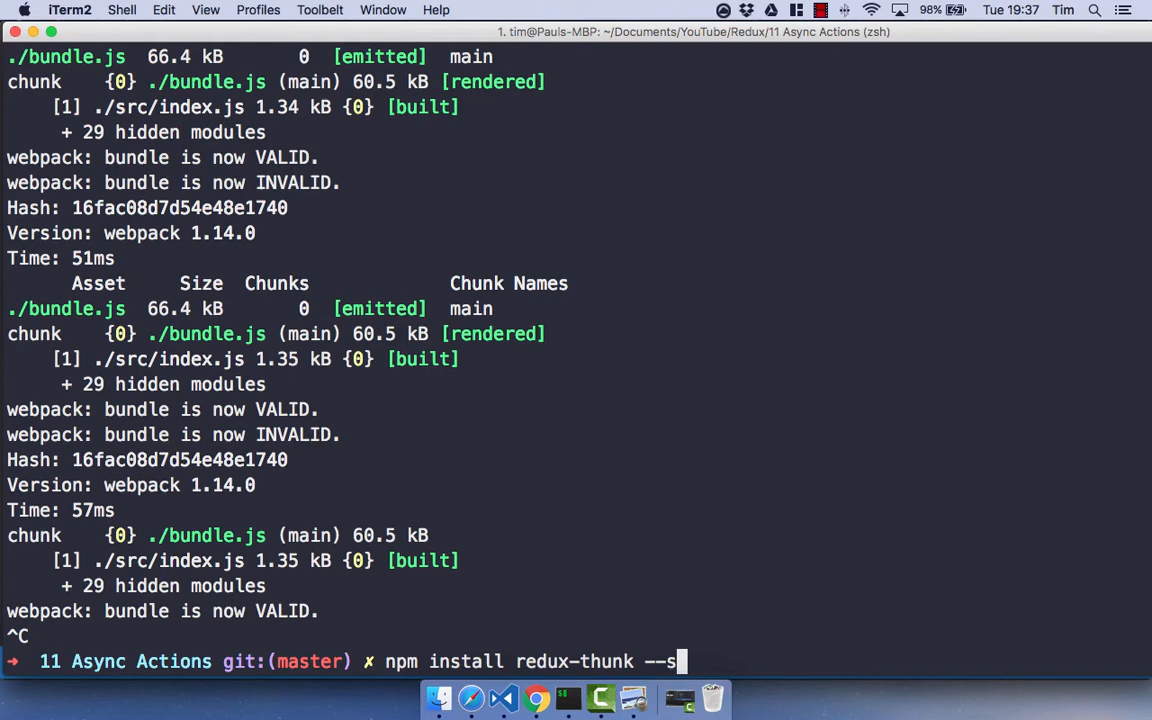 iTerm2 Shell Edit View Profiles Toolbelt Window Help 98% Tue 19:37 Tim
1. tim@Pauls-MBP: ~/Documents/YouTube/Redux/11 Async Actions (zsh)
./bundle.js 66.4 kB 0 [emitted] main
chunk {0} ./bundle.js (main) 60.5 kB [rendered]
[1] ./src/index.js 1.34 kB {0} [built]
+ 29 hidden modules
webpack: bundle is now VALID.
webpack: bundle is now INVALID.
Hash: 16fac08d7d54e48e1740
Version: webpack 1.14.0
Time: 51ms
Asset Size Chunks Chunk Names
./bundle.js 66.4 kB 0 [emitted] main
chunk {0} ./bundle.js (main) 60.5 kB [rendered]
[1] ./src/index.js 1.35 kB {0} [built]
+ 29 hidden modules
webpack: bundle is now VALID.
webpack: bundle is now INVALID.
Hash: 16fac08d7d54e48e1740
Version: webpack 1.14.0
Time: 57ms
chunk {0} ./bundle.js (main) 60.5 kB
[1] ./src/index.js 1.35 kB {0} [built]
+ 29 hidden modules
webpack: bundle is now VALID.
^C
➜ 11 Async Actions git:(master) ✗ npm install redux-thunk --s